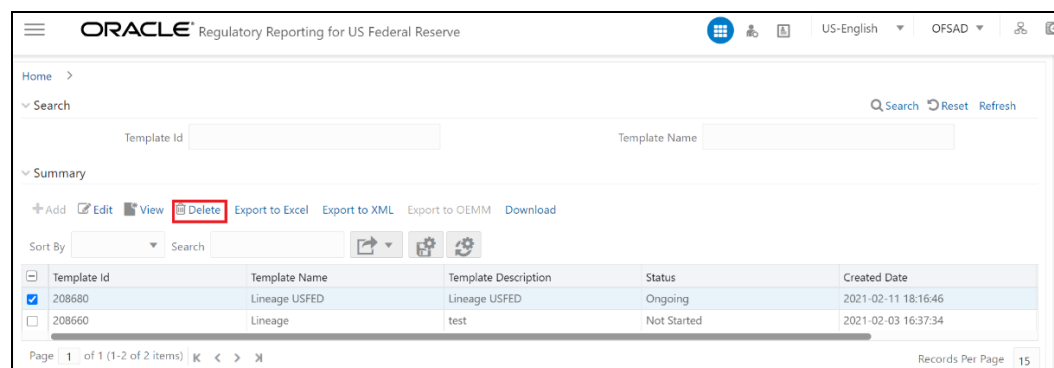 ORACLE® Regulatory Reporting for US Federal Reserve US-English OFSAD
Home >
Search Search Reset Refresh
Template Id Template Name
Summary
Add Edit View Delete Export to Excel Export to XML Export to OEMM Download
Sort By Search
Template Id Template Name Template Description Status Created Date
208680 Lineage USFED Lineage USFED Ongoing 2021-02-11 18:16:46
208660 Lineage test Not Started 2021-02-03 16:37:34
Page 1 of 1 (1-2 of 2 items) Records Per Page 15